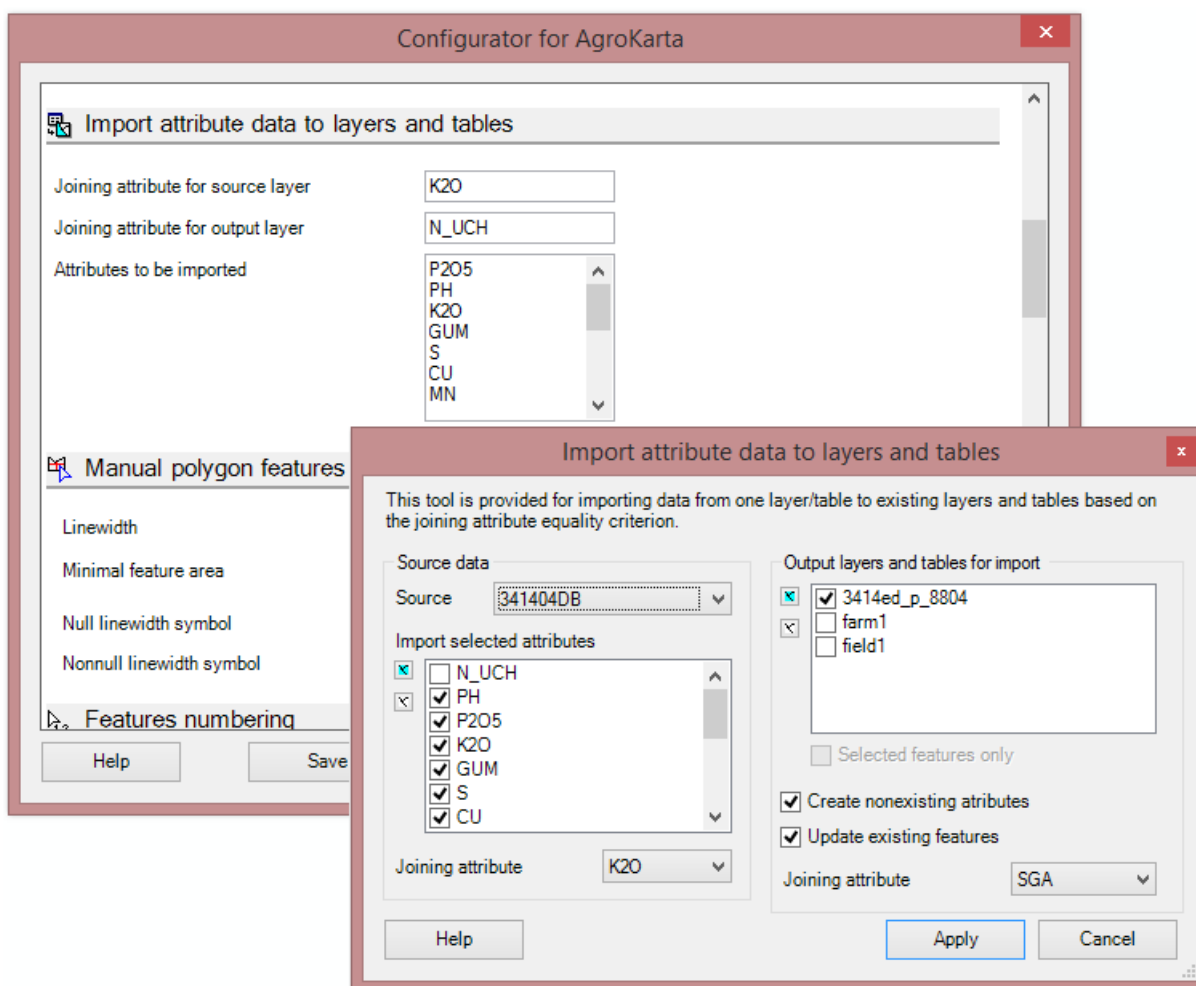 Configurator for AgroKarta
Import attribute data to layers and tables
Joining attribute for source layer
K2O
Joining attribute for output layer
N_UCH
Attributes to be imported
P2O5
PH
K2O
GUM
S
CU
MN
Manual polygon features
Linewidth
Minimal feature area
Null linewidth symbol
Nonnull linewidth symbol
Features numbering
Help
Save
Import attribute data to layers and tables
This tool is provided for importing data from one layer/table to existing layers and tables based on
the joining attribute equality criterion.
Source data
Source
341404DB
Import selected attributes
N_UCH
PH
P2O5
K2O
GUM
S
CU
Joining attribute
K2O
Output layers and tables for import
3414ed_p_8804
farm1
field1
Selected features only
Create nonexisting atributes
Update existing features
Joining attribute
SGA
Help
Apply
Cancel